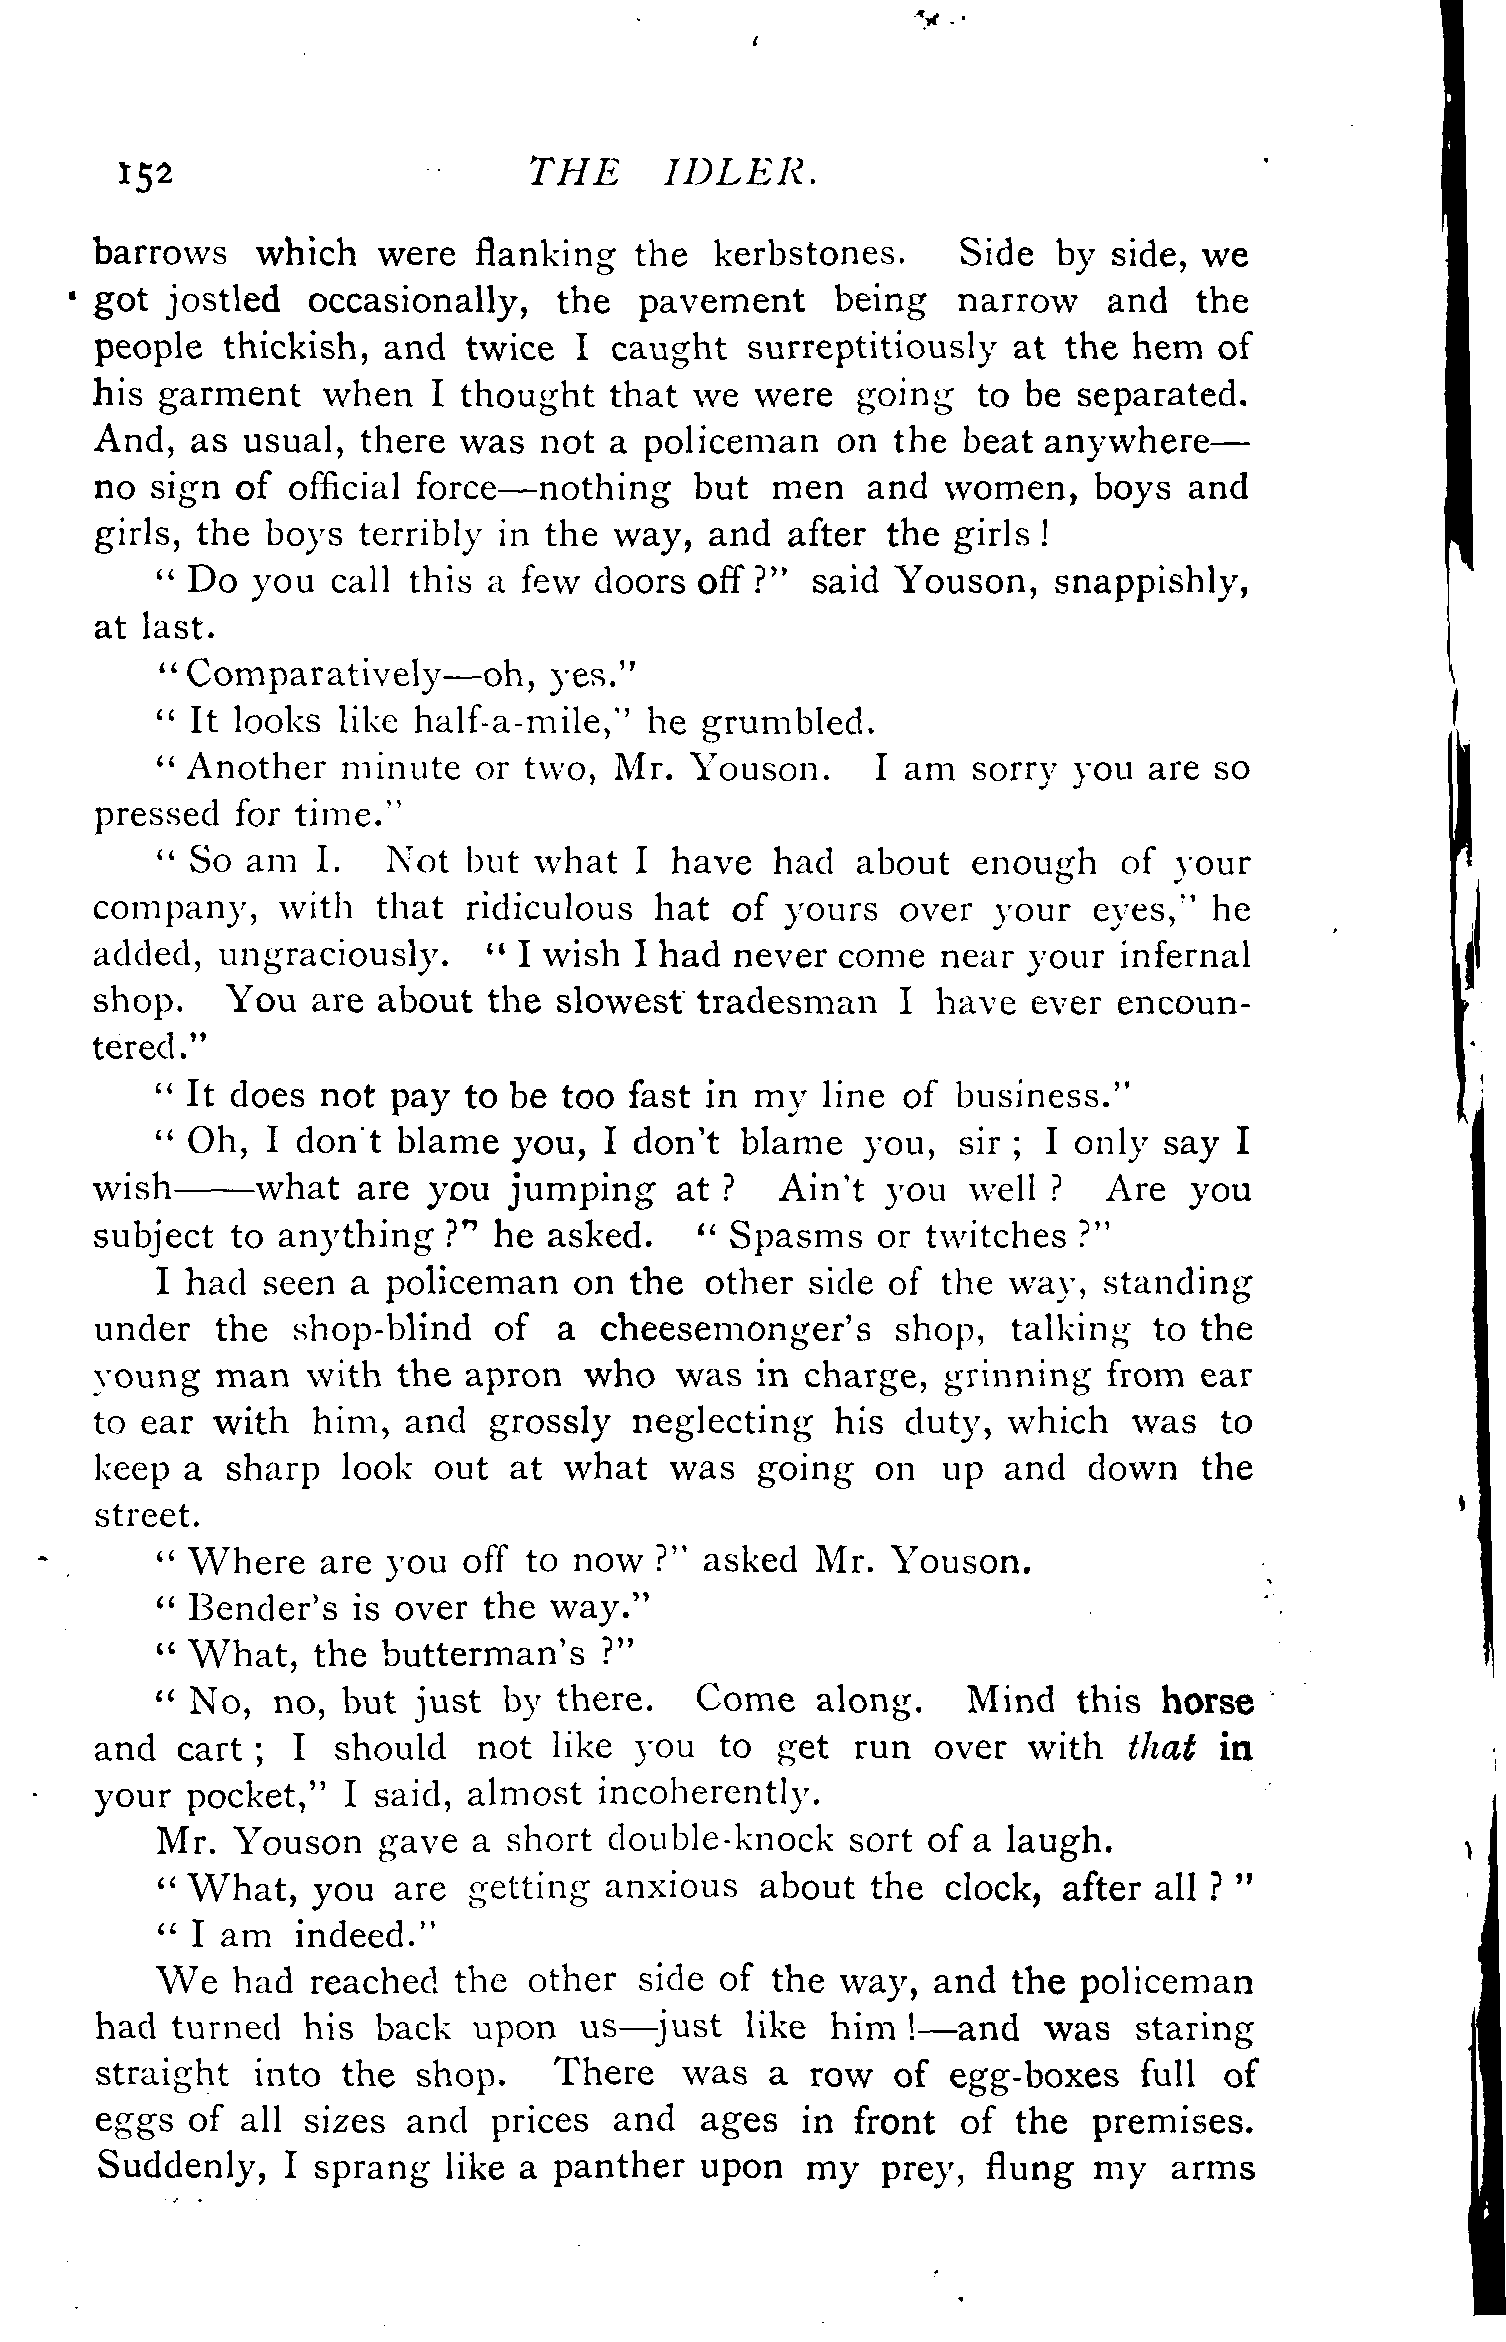 152 THE IDLER.
barrows which were flanking the kerbstones. Side by side, we
got jostled occasionally, the pavement being narrow and the
people thickish, and twice I caught surreptitiously at the hem of
his garment when I thought that we were going to be separated.
And, as usual, there was not a policeman on the beat anywhere—
no sign of official force—nothing but men and women, boys and
girls, the boys terribly in the way, and after the girls !
“ Do you call this a few doors off ?” said Youson, snappishly,
at last.
“ Comparatively—oh, yes.”
“ It looks like half-a-mile,” he grumbled.
“ Another minute or two, Mr. Youson. I am sorry you are so
pressed for time.”
“ So am I. Not but what I have had about enough of your
company, with that ridiculous hat of yours over your eyes,” he
added, ungraciously. “ I wish I had never come near your infernal
shop. You are about the slowest tradesman I have ever encoun-
tered.”
“ It does not pay to be too fast in my line of business.”
“ Oh, I don't blame you, I don't blame you, sir ; I only say I
wish——what are you jumping at ? Ain't you well ? Are you
subject to anything ?” he asked. “ Spasms or twitches ?”
I had seen a policeman on the other side of the way, standing
under the shop-blind of a cheesemonger's shop, talking to the
young man with the apron who was in charge, grinning from ear
to ear with him, and grossly neglecting his duty, which was to
keep a sharp look out at what was going on up and down the
street.
“ Where are you off to now ?” asked Mr. Youson.
“ Bender's is over the way.”
“ What, the butterman's ?”
“ No, no, but just by there. Come along. Mind this horse
and cart ; I should not like you to get run over with that in
your pocket,” I said, almost incoherently.
Mr. Youson gave a short double-knock sort of a laugh.
“ What, you are getting anxious about the clock, after all ? ”
“ I am indeed.”
We had reached the other side of the way, and the policeman
had turned his back upon us—just like him !—and was staring
straight into the shop. There was a row of egg-boxes full of
eggs of all sizes and prices and ages in front of the premises.
Suddenly, I sprang like a panther upon my prey, flung my arms